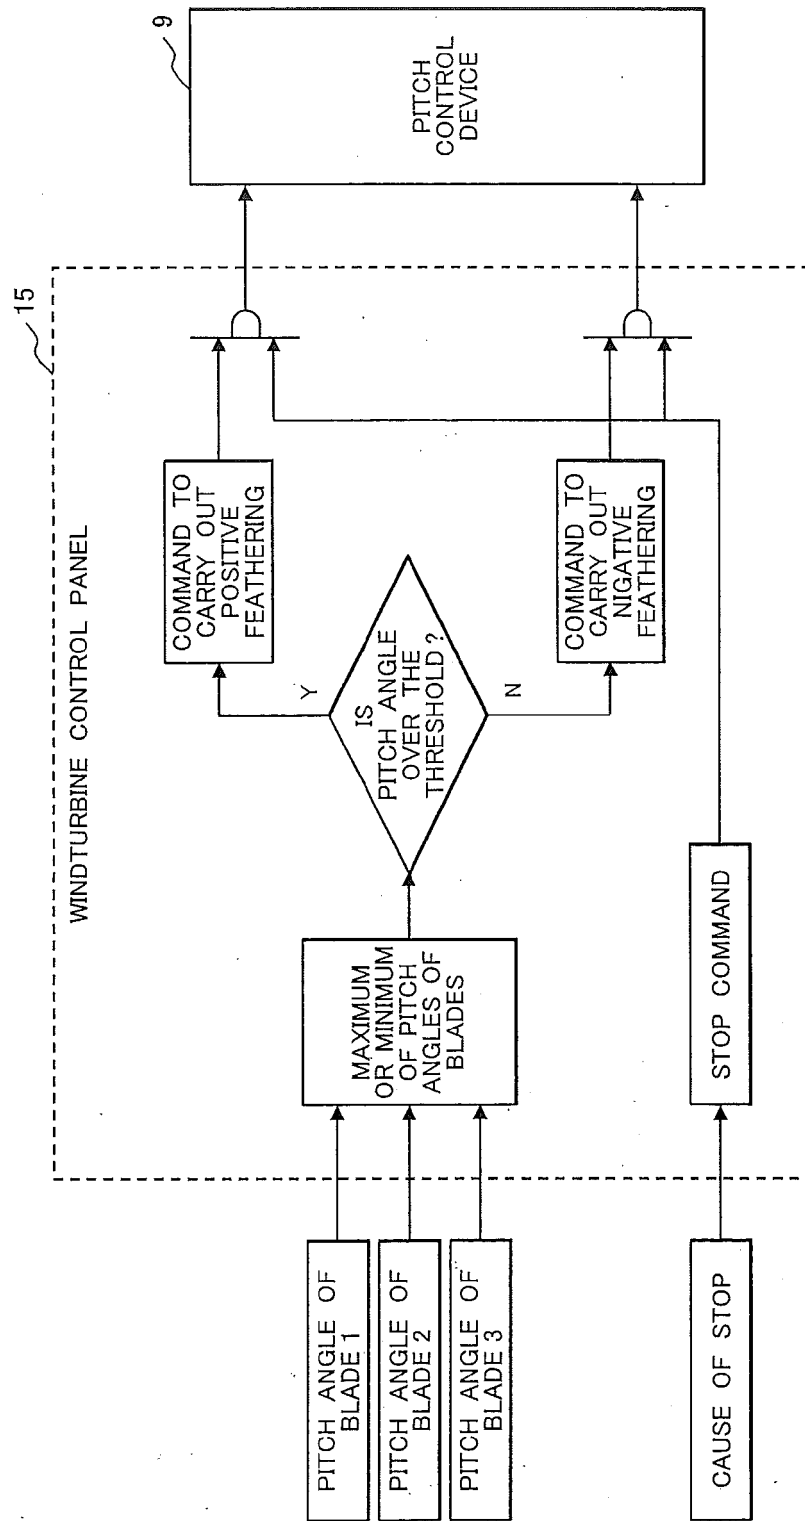 15
WINDTURBINE CONTROL PANEL
PITCH ANGLE OF
BLADE 1
PITCH ANGLE OF
BLADE 2
PITCH ANGLE OF
BLADE 3
MAXIMUM
OR MINIMUM
OF PITCH
ANGLES OF
BLADES
IS
PITCH ANGLE
OVER THE
THRESHOLD?
Y
N
COMMAND TO
CARRY OUT
POSITIVE
FEATHERING
COMMAND TO
CARRY OUT
NIGATIVE
FEATHERING
9
PITCH
CONTROL
DEVICE
CAUSE OF STOP
STOP COMMAND